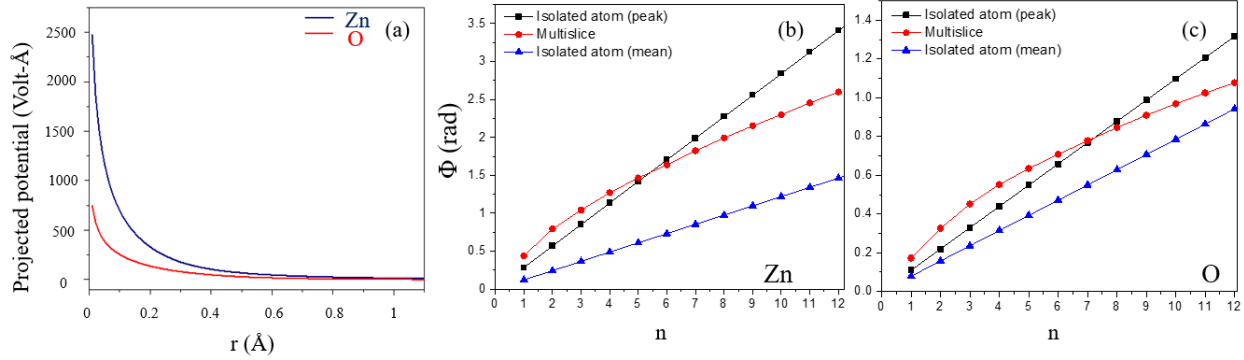 Zn
O
(a)
2500
2000
1500
1000
500
0
Projected potential (Volt-Å)
0
0.2
0.4
0.6
0.8
1
r (Å)
Isolated atom (peak)
Multislice
Isolated atom (mean)
(b)
3.5
3
2.5
2
1.5
1
0.5
0
Φ (rad)
0 1 2 3 4 5 6 7 8 9 10 11 12
n
Zn
Isolated atom (peak)
Multislice
Isolated atom (mean)
(c)
1.4
1.2
1.0
0.8
0.6
0.4
0.2
0.0
0 1 2 3 4 5 6 7 8 9 10 11 12
n
O